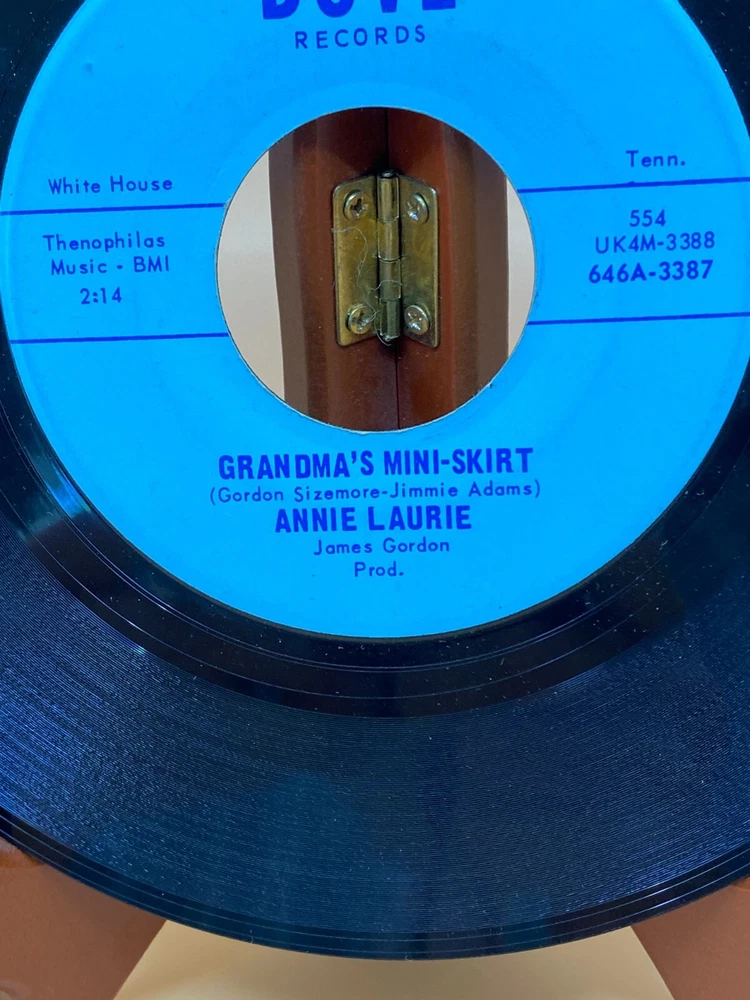 DOVE
RECORDS
White House
Tenn.
Thenophilas
Music - BMI
2:14
554
UK4M-3388
646A-3387
GRANDMA'S MINI-SKIRT
(Gordon Sizemore-Jimmie Adams)
ANNIE LAURIE
James Gordon
Prod.